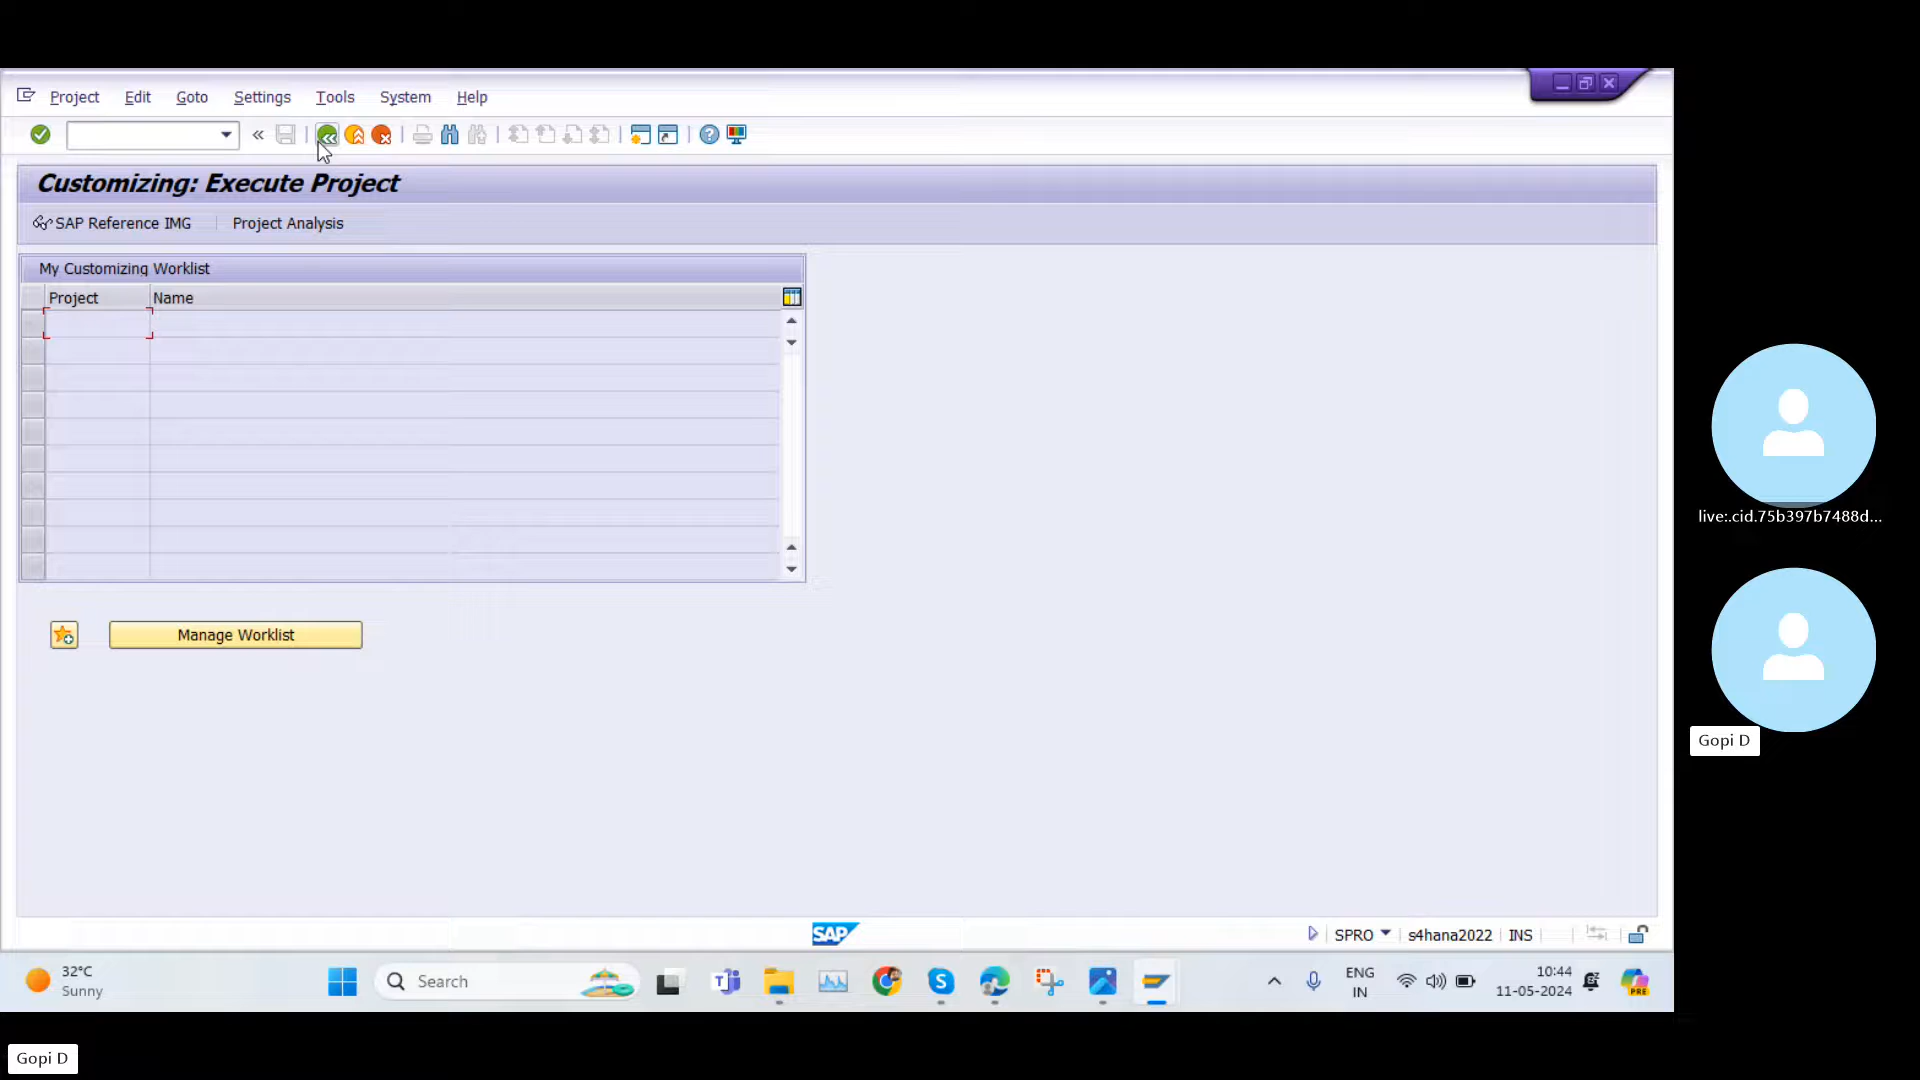 Project Edit Goto Settings Tools System Help
Customizing: Execute Project
SAP Reference IMG Project Analysis
My Customizing Worklist
Project Name
Manage Worklist
live:.cid.75b397b7488d...
Gopi D
SAP SPRO s4hana2022 INS
32°C
Sunny
Search
ENG
IN
10:44
11-05-2024
PRE
Gopi D